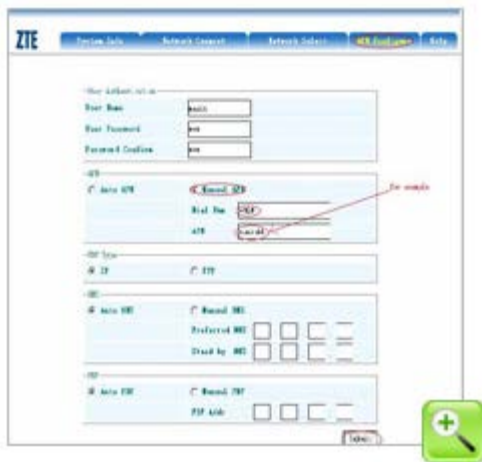 ZTE
System Info Network Connect Network Select APN Configure Help
User Authentication
User Name
User Password
Password Confirm
APN
Auto APN Manual APN
for example
Dial Num
APN
PDP Type
IP PPP
DNS
Auto DNS Manual DNS
Preferred DNS
Stand by DNS
PDP
Auto PDP Manual PDP
PDP Addr